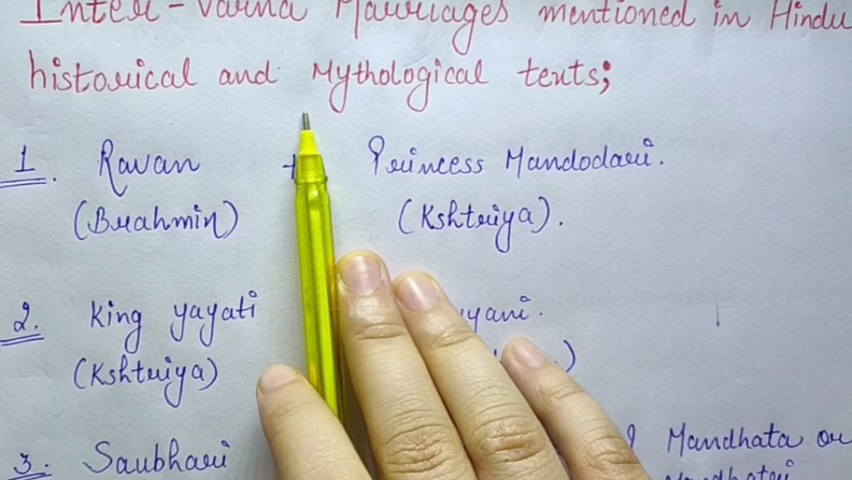 Inter-Varna Marriages mentioned in Hindu
historical and Mythological texts;
1. Ravan + Princess Mandodari.
(Brahmin) (Kshtriya).
2. King yayati yani.
(Kshtriya) )
3. Saubhari Mandhata or